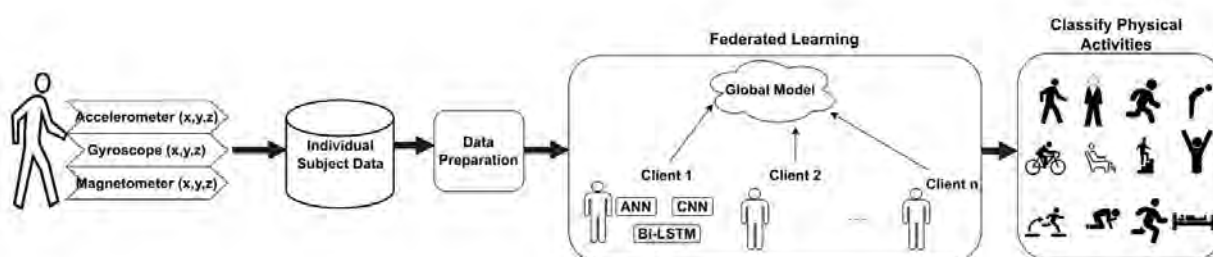 Accelerometer (x,y,z)
Gyroscope (x,y,z)
Magnetometer (x,y,z)
Individual
Subject Data
Data
Preparation
Federated Learning
Global Model
Client 1
Client 2
Client n
ANN
CNN
Bi-LSTM
....
Classify Physical
Activities